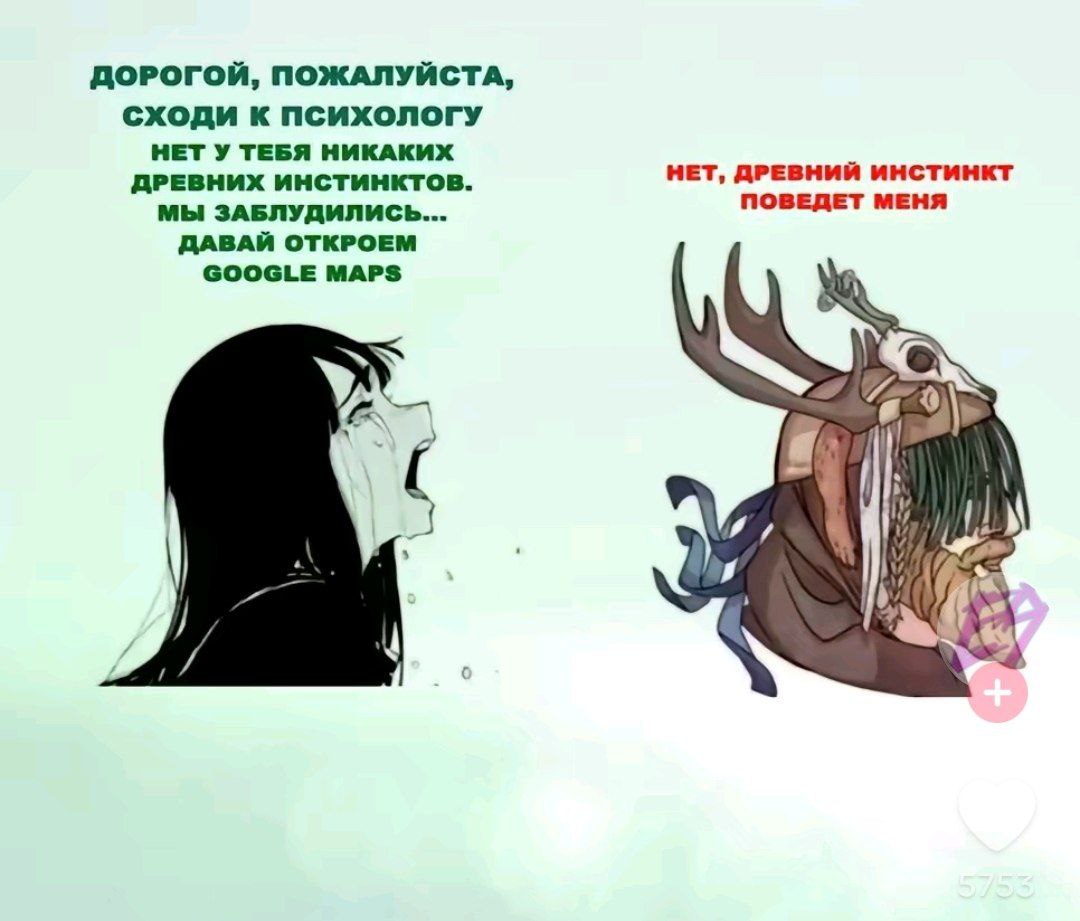 ДОРОГОЙ, ПОЖАЛУЙСТА,
СХОДИ К ПСИХОЛОГУ
НЕТ У ТЕБЯ НИКАКИХ
ДРЕВНИХ ИНСТИНКТОВ.
МЫ ЗАБЛУДИЛИСЬ...
ДАВАЙ ОТКРОЕМ
GOOGLE MAPS
НЕТ, ДРЕВНИЙ ИНСТИНКТ
ПОВЕДЕТ МЕНЯ
5753